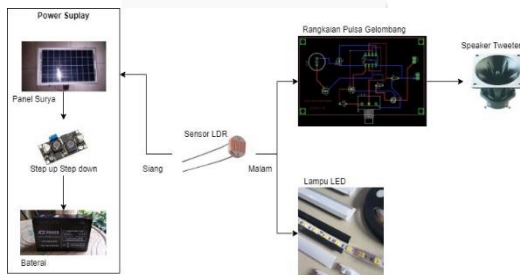 Power Suplay
Panel Surya
Step up Step down
Baterai
Sensor LDR
Siang
Malam
Rangkaian Pulsa Gelombang
Speaker Tweeter
Lampu LED